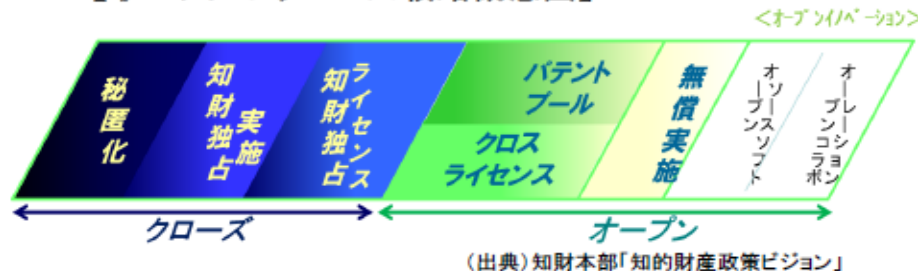 <オープンイノベーション>
秘匿化
知財独占
実施
知財独占
ライセンス
パテント
プール
クロス
ライセンス
無償実施
オープン
ソースソフト
オープンコラボ
レーション
クローズ
オープン
(出典)知財本部「知的財産政策ビジョン」